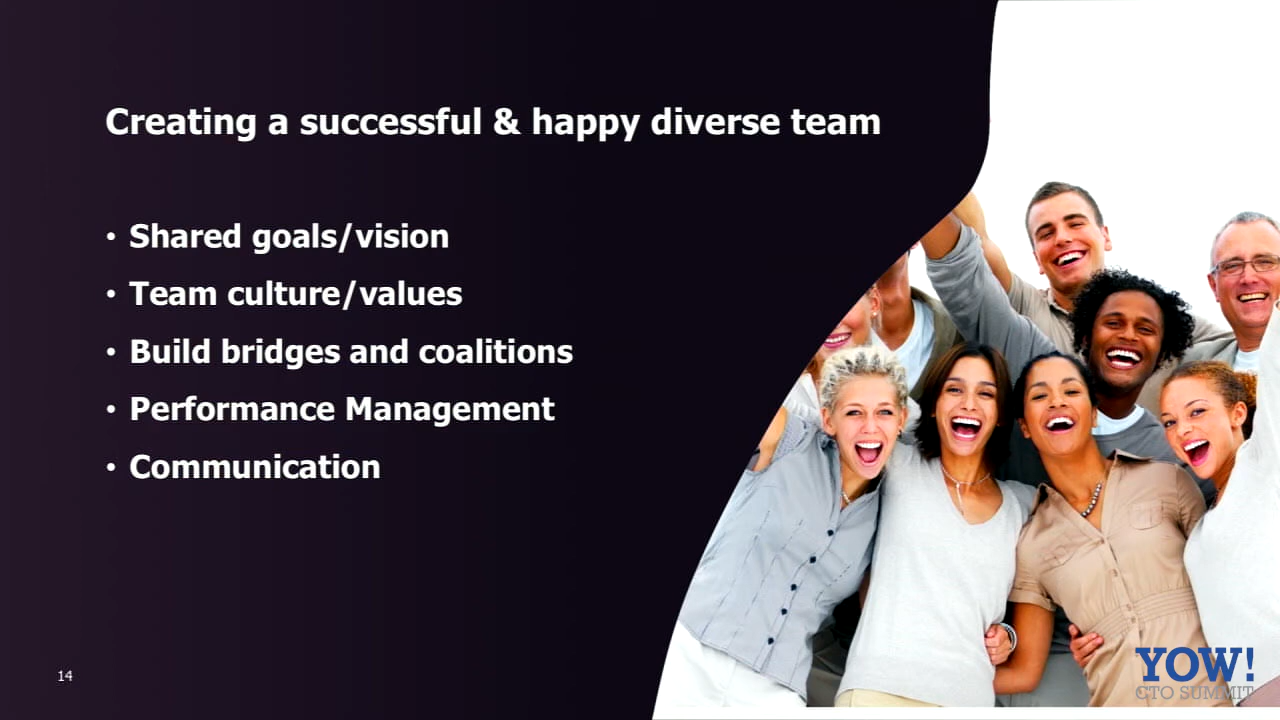 Creating a successful & happy diverse team
• Shared goals/vision
• Team culture/values
• Build bridges and coalitions
• Performance Management
• Communication
14
YOW!
CTO SUMMIT